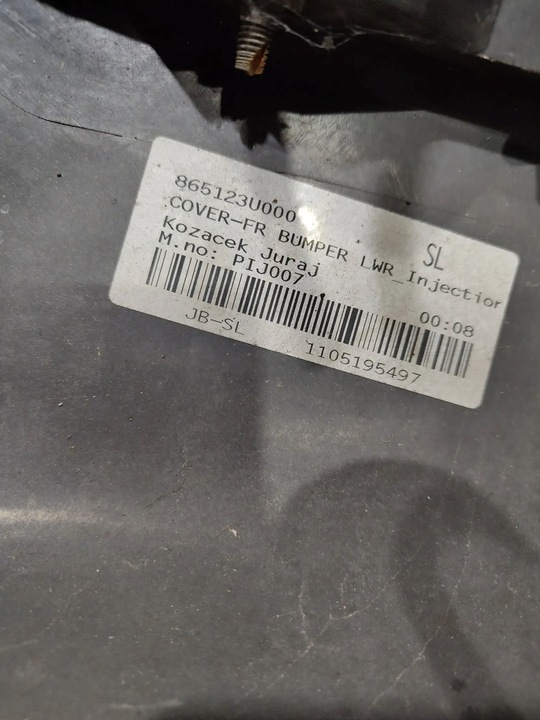 865123U000
SL
COVER-FR BUMPER LWR_Injection
Kozacek Juraj
M.no: PIJ007
00:08
JB-SL
1105195497